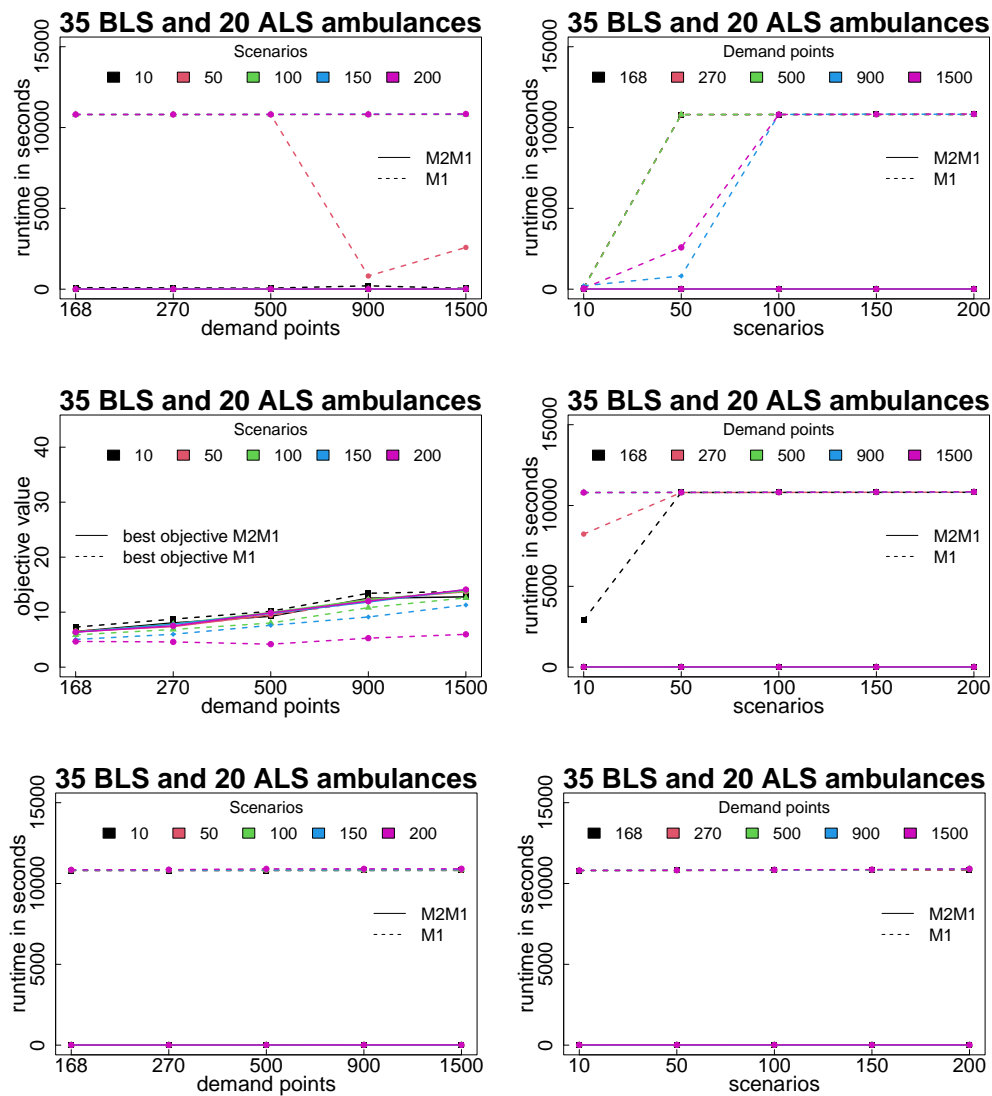 35 BLS and 20 ALS ambulances
Scenarios
10 50 100 150 200
M2M1
M1
runtime in seconds
0 5000 10000 15000
168 270 500 900 1500
demand points
35 BLS and 20 ALS ambulances
Demand points
168 270 500 900 1500
M2M1
M1
runtime in seconds
0 5000 10000 15000
10 50 100 150 200
scenarios
35 BLS and 20 ALS ambulances
Scenarios
10 50 100 150 200
best objective M2M1
best objective M1
objective value
0 10 20 30 40
168 270 500 900 1500
demand points
35 BLS and 20 ALS ambulances
Demand points
168 270 500 900 1500
M2M1
M1
runtime in seconds
0 5000 10000 15000
10 50 100 150 200
scenarios
35 BLS and 20 ALS ambulances
Scenarios
10 50 100 150 200
M2M1
M1
runtime in seconds
0 5000 10000 15000
168 270 500 900 1500
demand points
35 BLS and 20 ALS ambulances
Demand points
168 270 500 900 1500
M2M1
M1
runtime in seconds
0 5000 10000 15000
10 50 100 150 200
scenarios